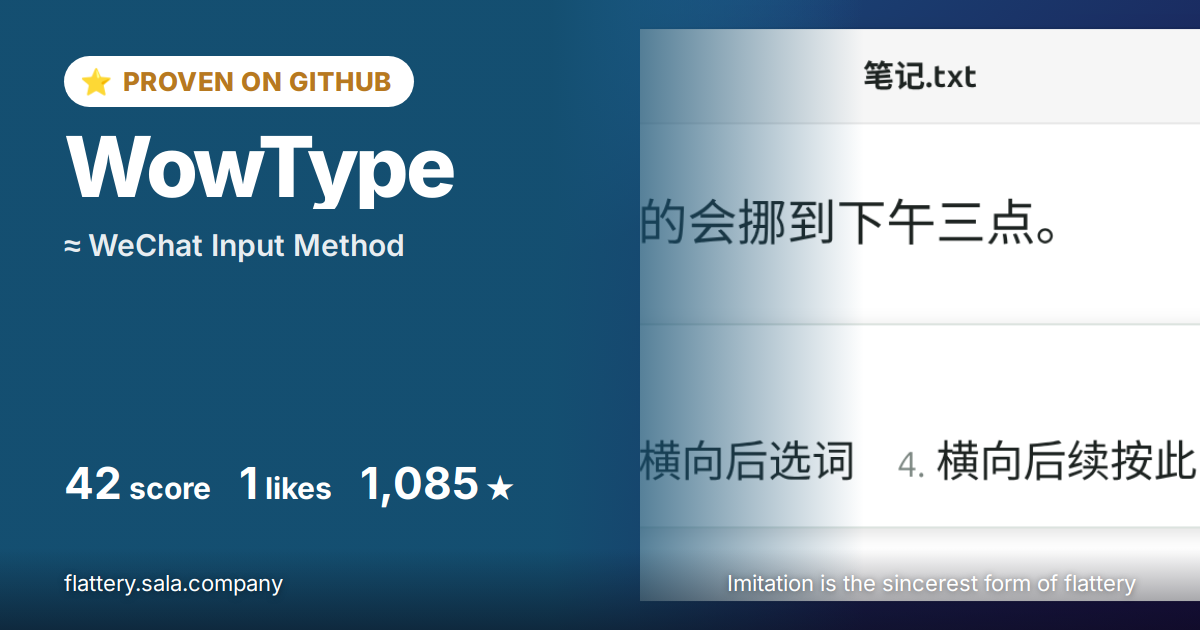 ⭐ PROVEN ON GITHUB
WowType
≈ WeChat Input Method
42 score 1 likes 1,085 ★
flattery.sala.company
笔记.txt
的会挪到下午三点。
横向后选词 4. 横向后续按此
Imitation is the sincerest form of flattery